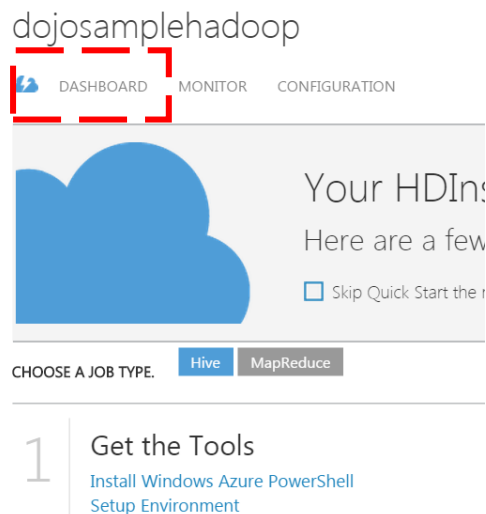 dojosamplehadoop
DASHBOARD MONITOR CONFIGURATION
Your HDIns
Here are a few
Skip Quick Start the
CHOOSE A JOB TYPE. Hive MapReduce
1 Get the Tools
Install Windows Azure PowerShell
Setup Environment